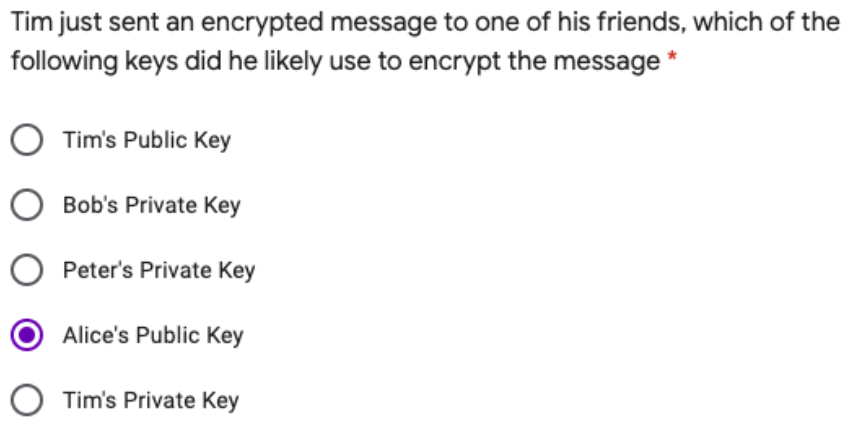 Tim just sent an encrypted message to one of his friends, which of the
following keys did he likely use to encrypt the message *
Tim's Public Key
Bob's Private Key
Peter's Private Key
Alice's Public Key
Tim's Private Key